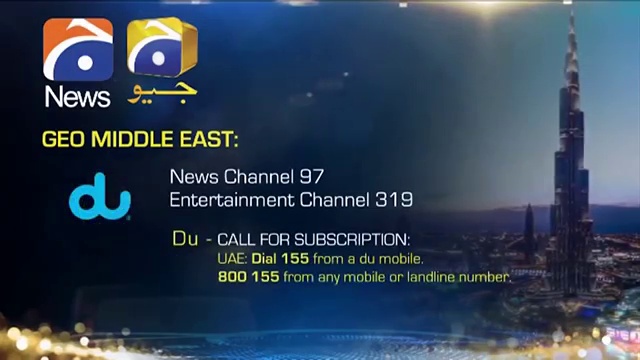 News
جیو
GEO MIDDLE EAST:
du
News Channel 97
Entertainment Channel 319
Du - CALL FOR SUBSCRIPTION:
UAE: Dial 155 from a du mobile.
800 155 from any mobile or landline number.